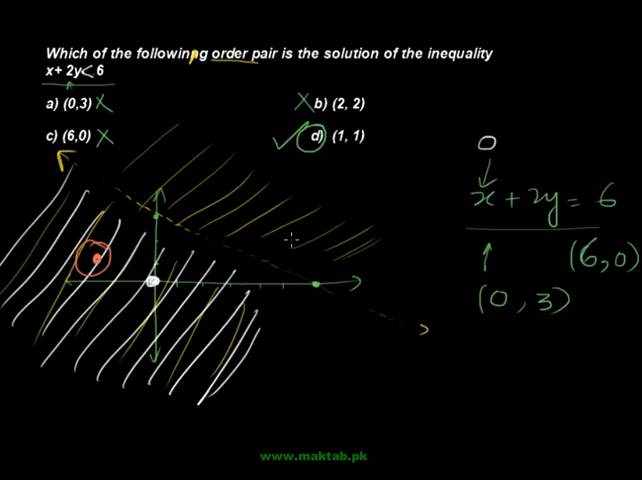 Which of the followinng order pair is the solution of the inequality
x+ 2y< 6
a) (0,3) X
X b) (2, 2)
c) (6,0) X
✓ d) (1, 1)
0
x + 2y = 6
(6,0)
(0, 3)
www.maktab.pk